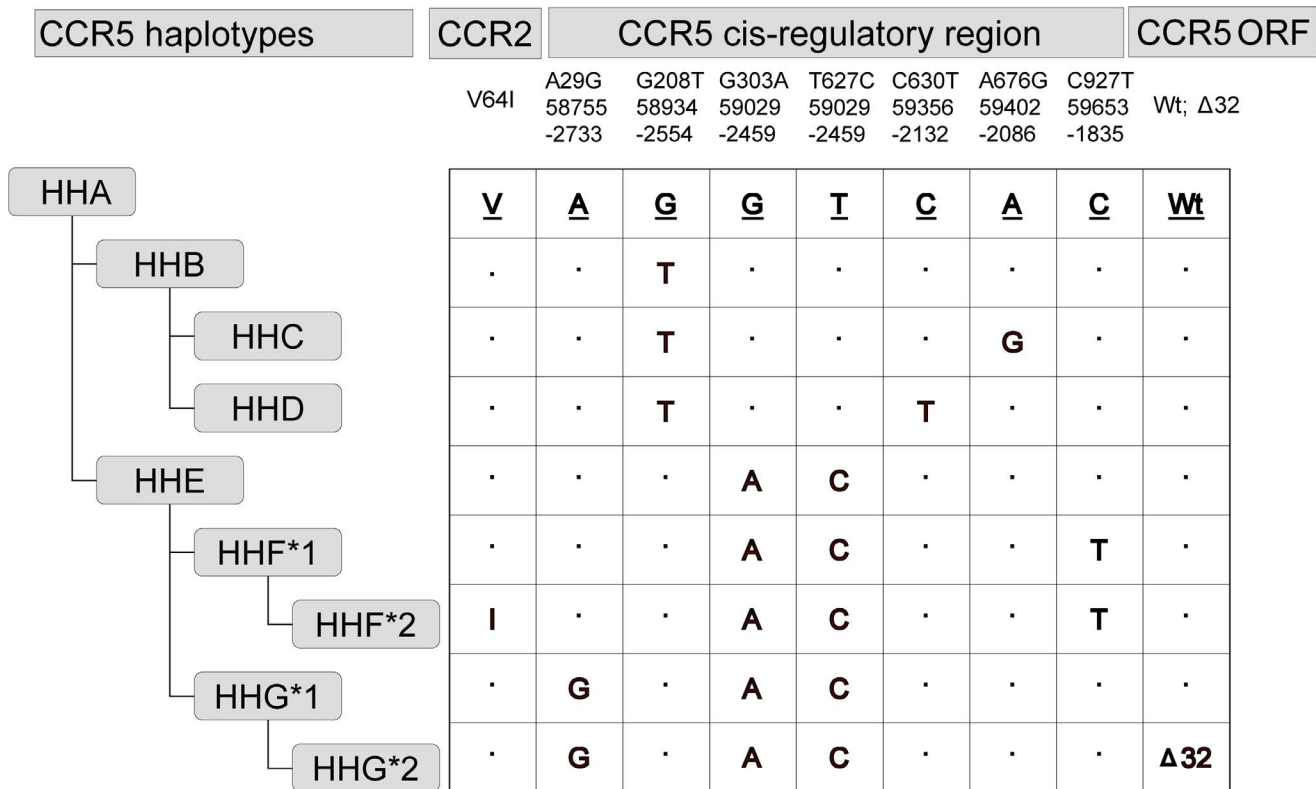 CCR5 haplotypes CCR2 CCR5 cis-regulatory region CCR5 ORF
V64I A29G G208T G303A T627C C630T A676G C927T Wt; Δ32
58755 58934 59029 59029 59356 59402 59653
-2733 -2554 -2459 -2459 -2132 -2086 -1835
HHA V A G G T C A C Wt
HHB · · T · · · · · ·
HHC · · T · · · G · ·
HHD · · T · · T · · ·
HHE · · · A C · · · ·
HHF*1 · · · A C · · T ·
HHF*2 I · · A C · · T ·
HHG*1 · G · A C · · · ·
HHG*2 · G · A C · · · Δ32